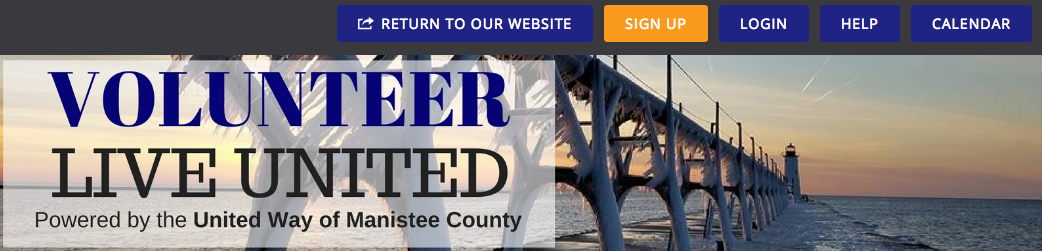 RETURN TO OUR WEBSITE SIGN UP LOGIN HELP CALENDAR
VOLUNTEER
LIVE UNITED
Powered by the United Way of Manistee County